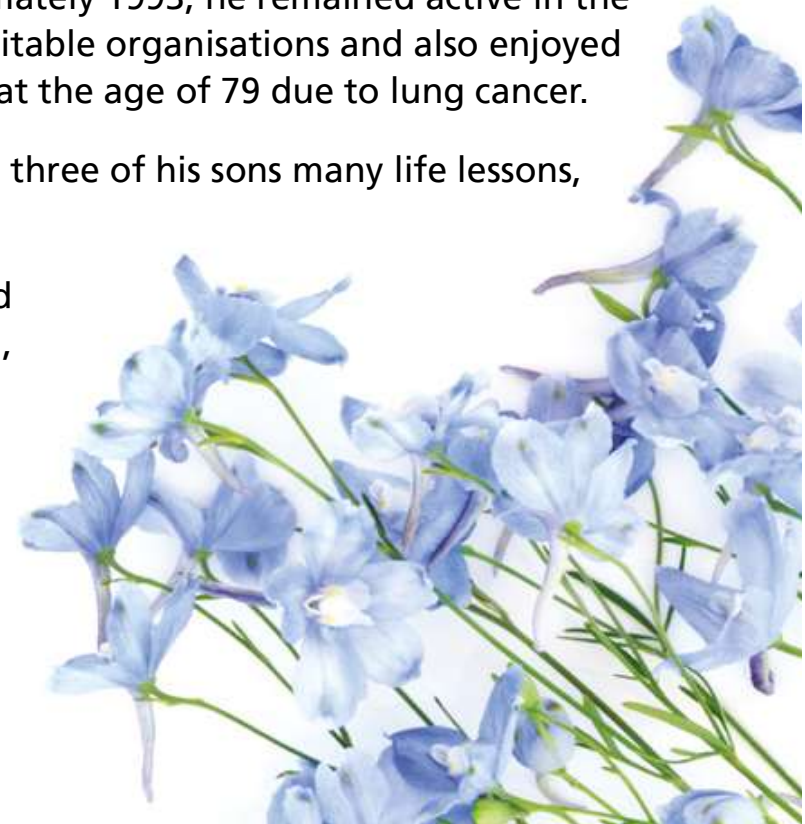 1993, he remained active in the
itable organisations and also enjoyed
at the age of 79 due to lung cancer.
three of his sons many life lessons,
d
,